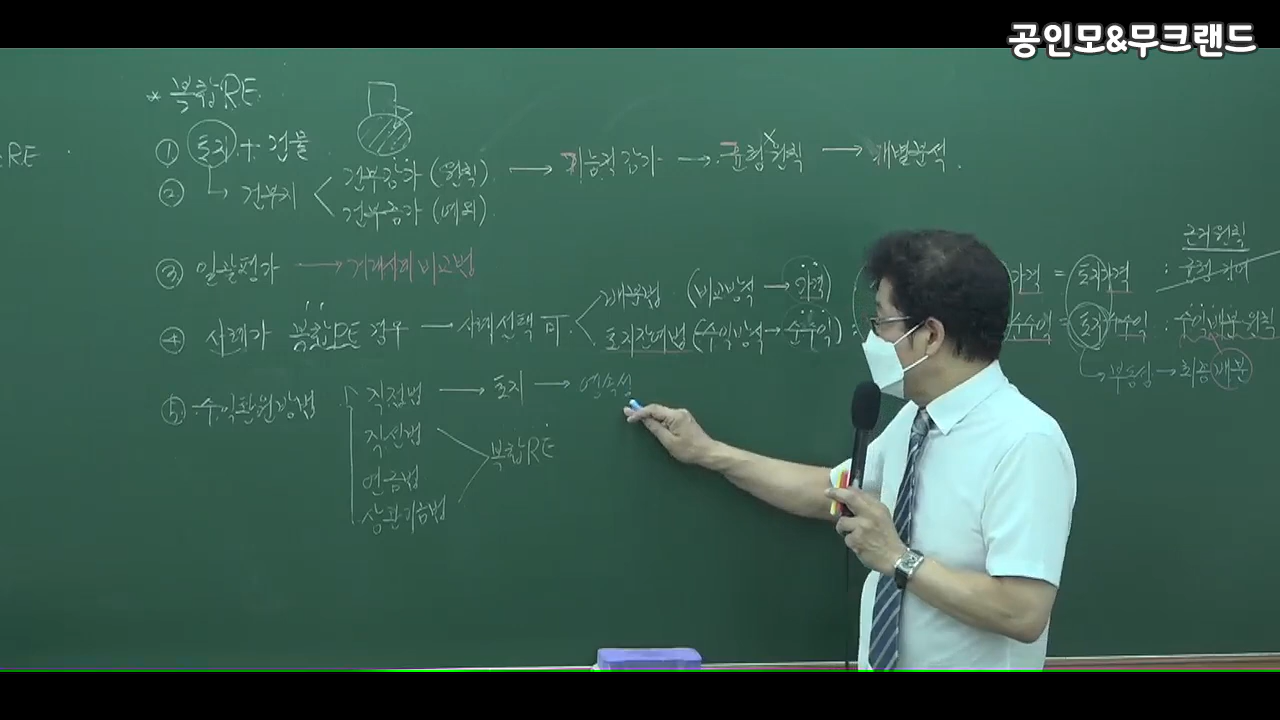 공인모&무크랜드
* 복합RE.
RE
① 토지 + 건물
② 건부지 건부감가 (원칙) → 기능적 감가 → 균형원칙 → 개별분석.
건부증가 (예외)
③ 일괄평가 → 거래사례비교법
④ 사례가 복합RE 경우 → 사례선택 可.
배분법 (비교방식 → 가격) 가격 = 토지가격
토지잔여법 (수익방식 → 순수익) : 순수익 = 토지순수익 : 수익배분 원칙
근거원칙
부동성 → 최종배분
⑤ 수익환원방법 직접법 → 토지 → 영속성
직선법
복합RE
연금법
상환기금법